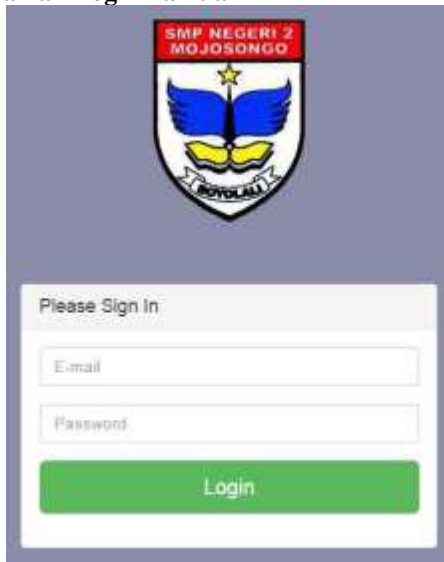 SMP NEGERI 2
MOJOSONGO
BOYOLALI
Please Sign In
E-mail
Password
Login